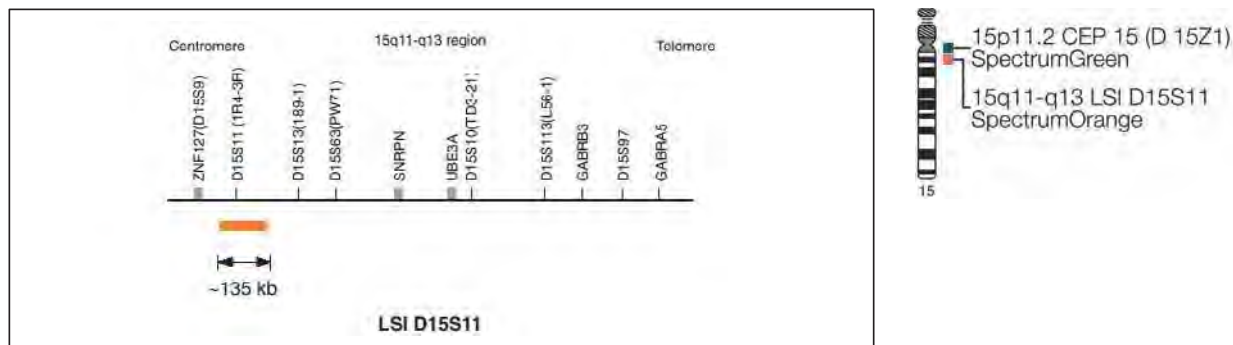 Centromere
15q11-q13 region
Telomere
ZNF127(D15S9)
D15S11 (1R4-3R)
D15S13(189-1)
D15S63(PW71)
SNRPN
UBE3A
D15S10(TD3-21)
D15S113(L56-1)
GABRB3
D15S97
GABRA5
~135 kb
LSI D15S11
15p11.2 CEP 15 (D 15Z1)
SpectrumGreen
15q11-q13 LSI D15S11
SpectrumOrange
15